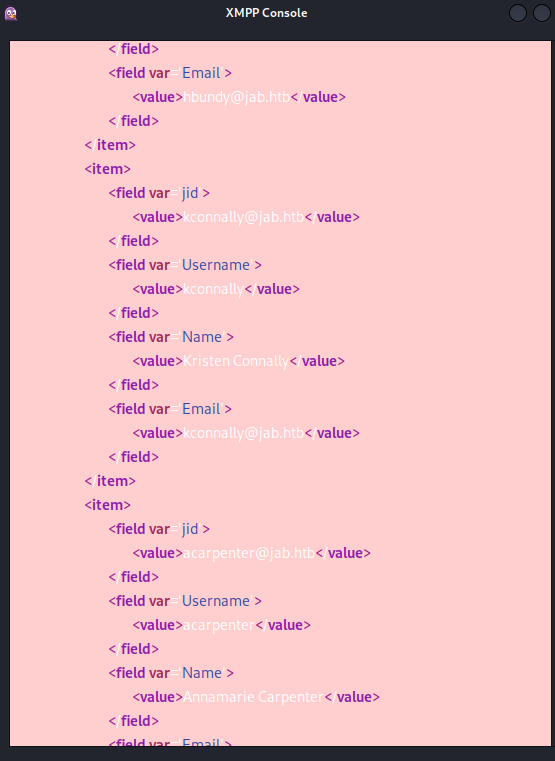 XMPP Console
</field>
<field var='Email'>
<value>hbundy@jab.htb</value>
</field>
</item>
<item>
<field var='jid'>
<value>kconnally@jab.htb</value>
</field>
<field var='Username'>
<value>kconnally</value>
</field>
<field var='Name'>
<value>Kristen Connally</value>
</field>
<field var='Email'>
<value>kconnally@jab.htb</value>
</field>
</item>
<item>
<field var='jid'>
<value>acarpenter@jab.htb</value>
</field>
<field var='Username'>
<value>acarpenter</value>
</field>
<field var='Name'>
<value>Annamarie Carpenter</value>
</field>
<field var='Email'>